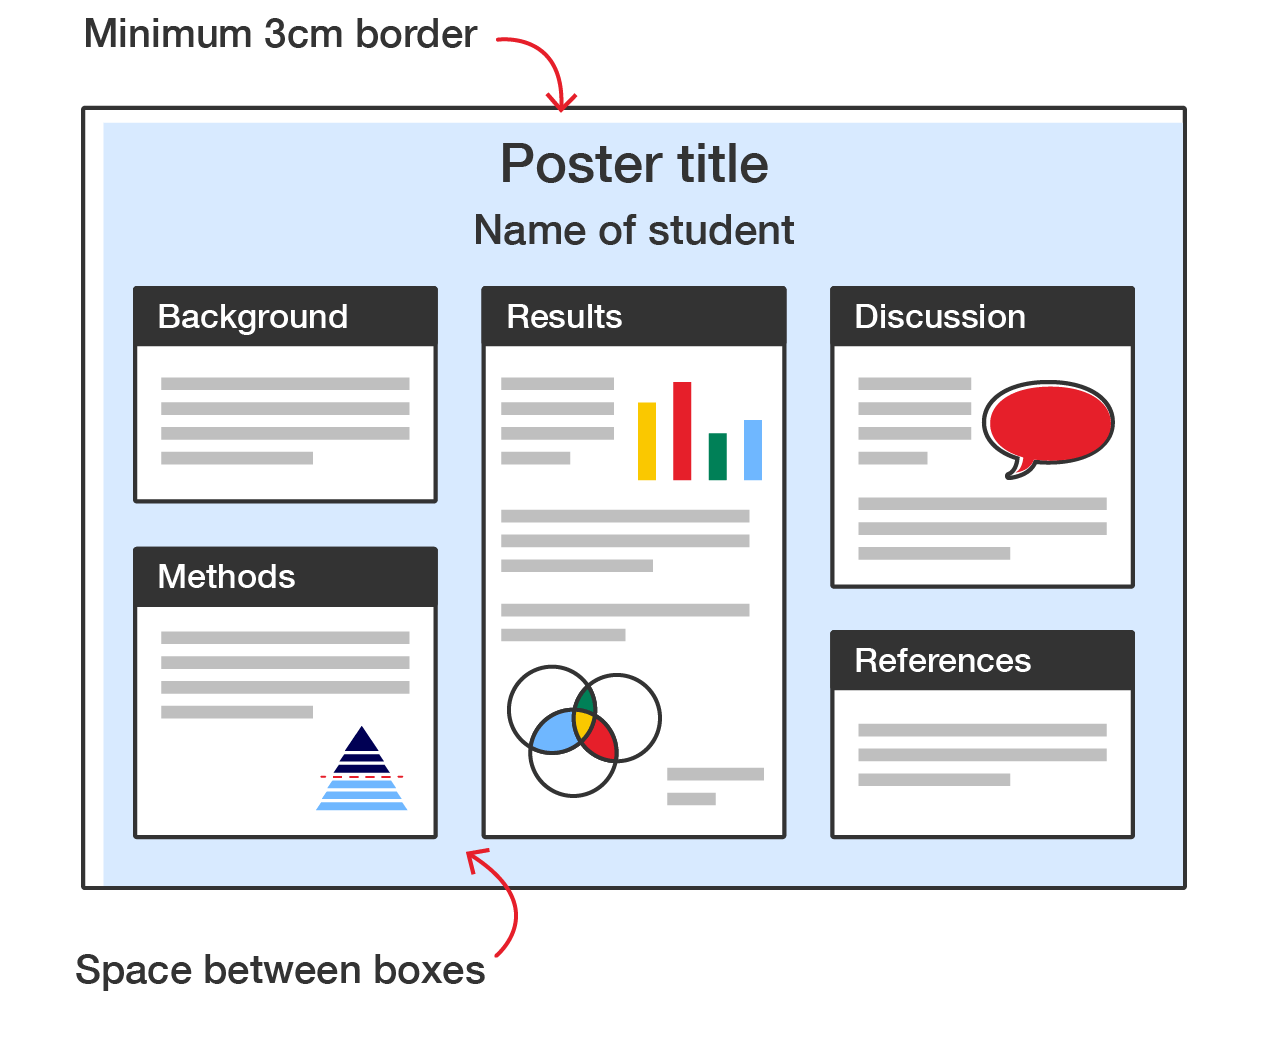 Minimum 3cm border
Poster title
Name of student
Background
Methods
Results
Discussion
References
Space between boxes